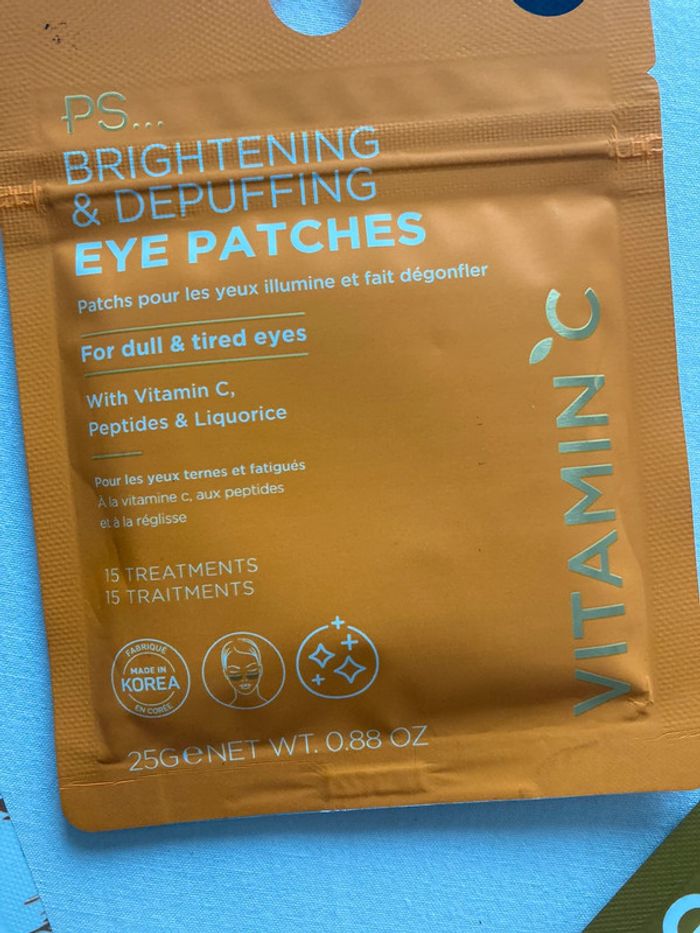 PS...
BRIGHTENING
& DEPUFFING
EYE PATCHES
Patchs pour les yeux illumine et fait dégonfler
For dull & tired eyes
With Vitamin C,
Peptides & Liquorice
Pour les yeux ternes et fatigués
À la vitamine c, aux peptides
et à la réglisse
15 TREATMENTS
15 TRAITMENTS
FABRIQUÉ
MADE IN
KOREA
EN CORÉE
25G℮NET WT. 0.88 OZ
VITAMIN C